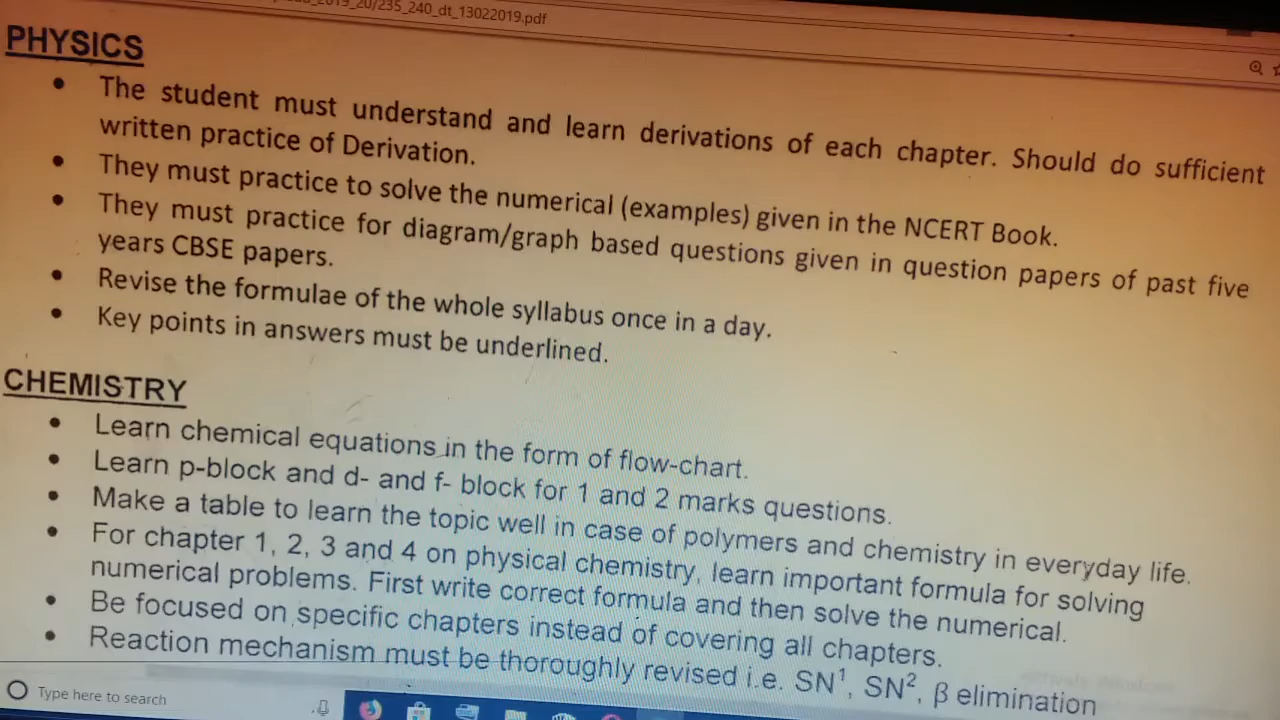 2019_20/235_240_dt_13022019.pdf
PHYSICS
• The student must understand and learn derivations of each chapter. Should do sufficient
written practice of Derivation.
• They must practice to solve the numerical (examples) given in the NCERT Book.
• They must practice for diagram/graph based questions given in question papers of past five
years CBSE papers.
• Revise the formulae of the whole syllabus once in a day.
• Key points in answers must be underlined.
CHEMISTRY
• Learn chemical equations in the form of flow-chart.
• Learn p-block and d- and f- block for 1 and 2 marks questions.
• Make a table to learn the topic well in case of polymers and chemistry in everyday life.
• For chapter 1, 2, 3 and 4 on physical chemistry, learn important formula for solving
numerical problems. First write correct formula and then solve the numerical.
• Be focused on specific chapters instead of covering all chapters.
• Reaction mechanism must be thoroughly revised i.e. SN¹, SN², β elimination
Type here to search